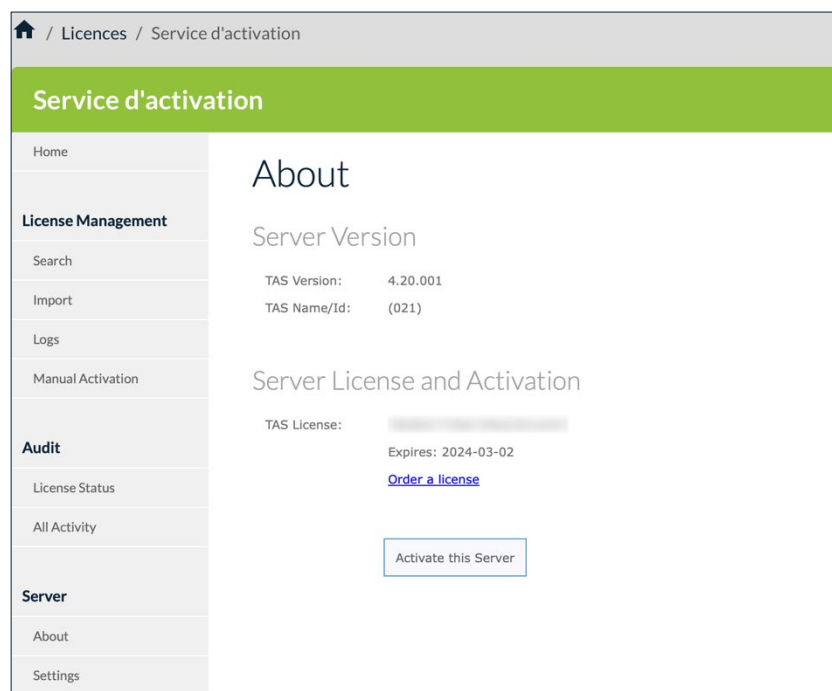 / Licences / Service d'activation
Service d'activation
Home
License Management
Search
Import
Logs
Manual Activation
Audit
License Status
All Activity
Server
About
Settings
About
Server Version
TAS Version: 4.20.001
TAS Name/Id: (021)
Server License and Activation
TAS License:
Expires: 2024-03-02
Order a license
Activate this Server